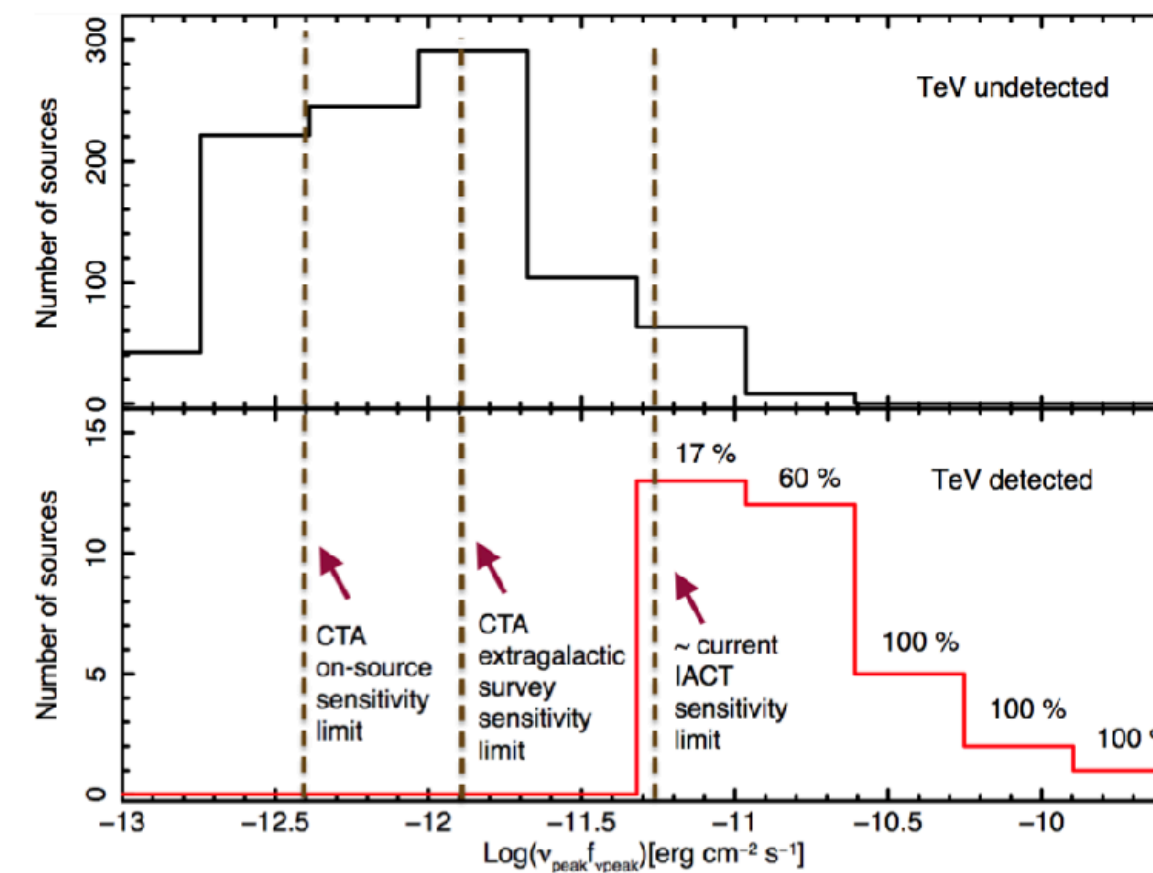 300
200
100
0
Number of sources
TeV undetected
15
10
5
0
Number of sources
17 %
60 %
TeV detected
100 %
100 %
100
CTA
on-source
sensitivity
limit
CTA
extragalactic
survey
sensitivity
limit
~ current
IACT
sensitivity
limit
−13 −12.5 −12 −11.5 −11 −10.5 −10
Log(νpeakfνpeak)[erg cm⁻² s⁻¹]